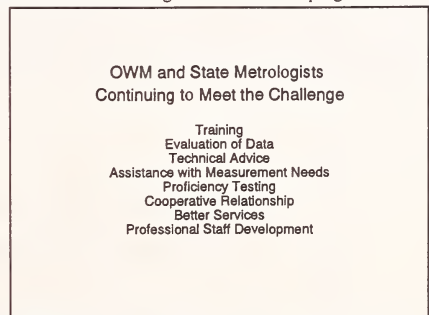 OWM and State Metrologists
Continuing to Meet the Challenge
Training
Evaluation of Data
Technical Advice
Assistance with Measurement Needs
Proficiency Testing
Cooperative Relationship
Better Services
Professional Staff Development